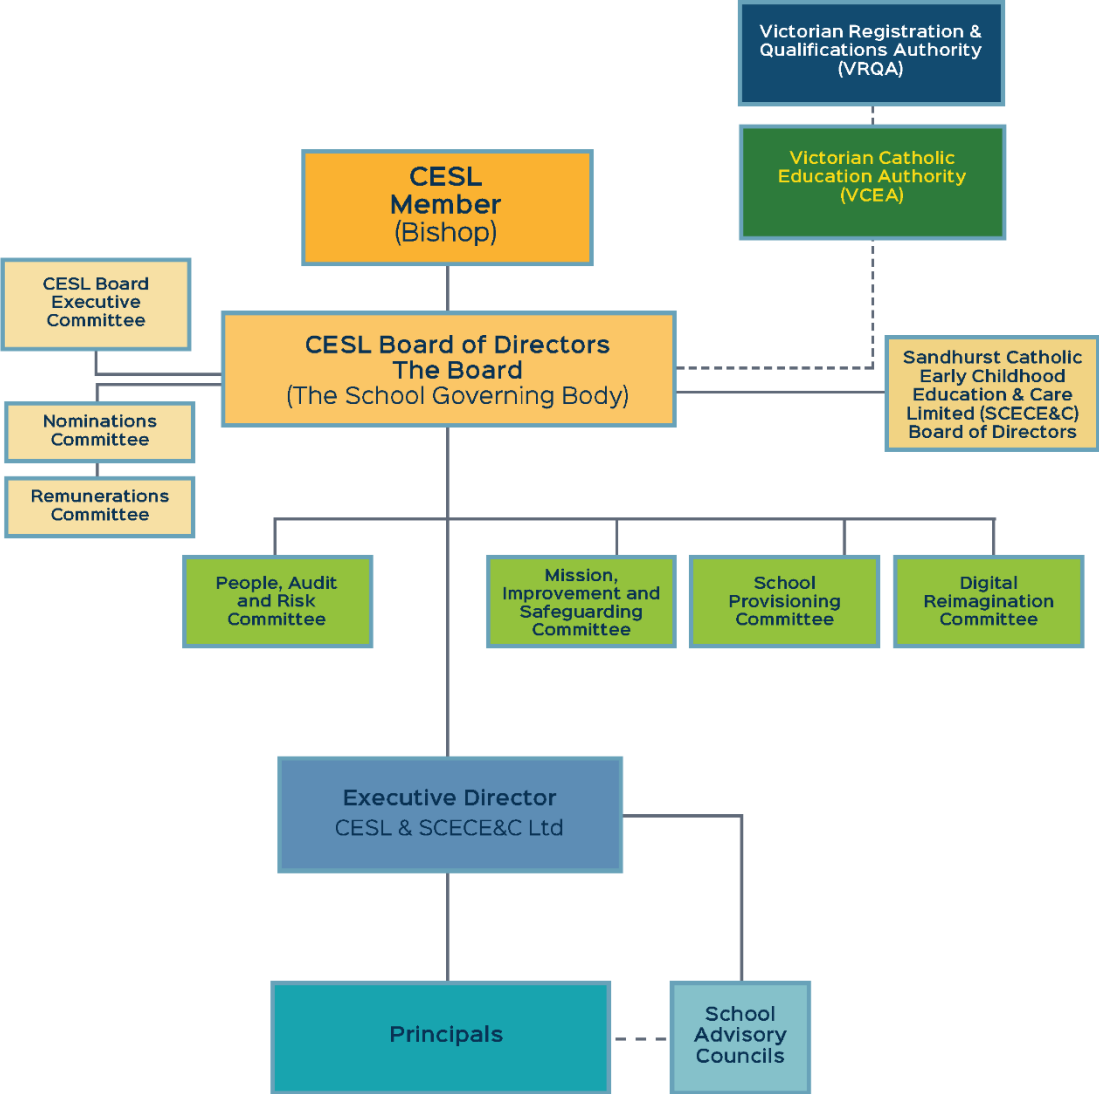 Victorian Registration &
Qualifications Authority
(VRQA)
Victorian Catholic
Education Authority
(VCEA)
CESL
Member
(Bishop)
CESL Board
Executive
Committee
CESL Board of Directors
The Board
(The School Governing Body)
Sandhurst Catholic
Early Childhood
Education & Care
Limited (SCECE&C)
Board of Directors
Nominations
Committee
Remunerations
Committee
People, Audit
and Risk
Committee
Mission,
Improvement and
Safeguarding
Committee
School
Provisioning
Committee
Digital
Reimagination
Committee
Executive Director
CESL & SCECE&C Ltd
Principals
School
Advisory
Councils